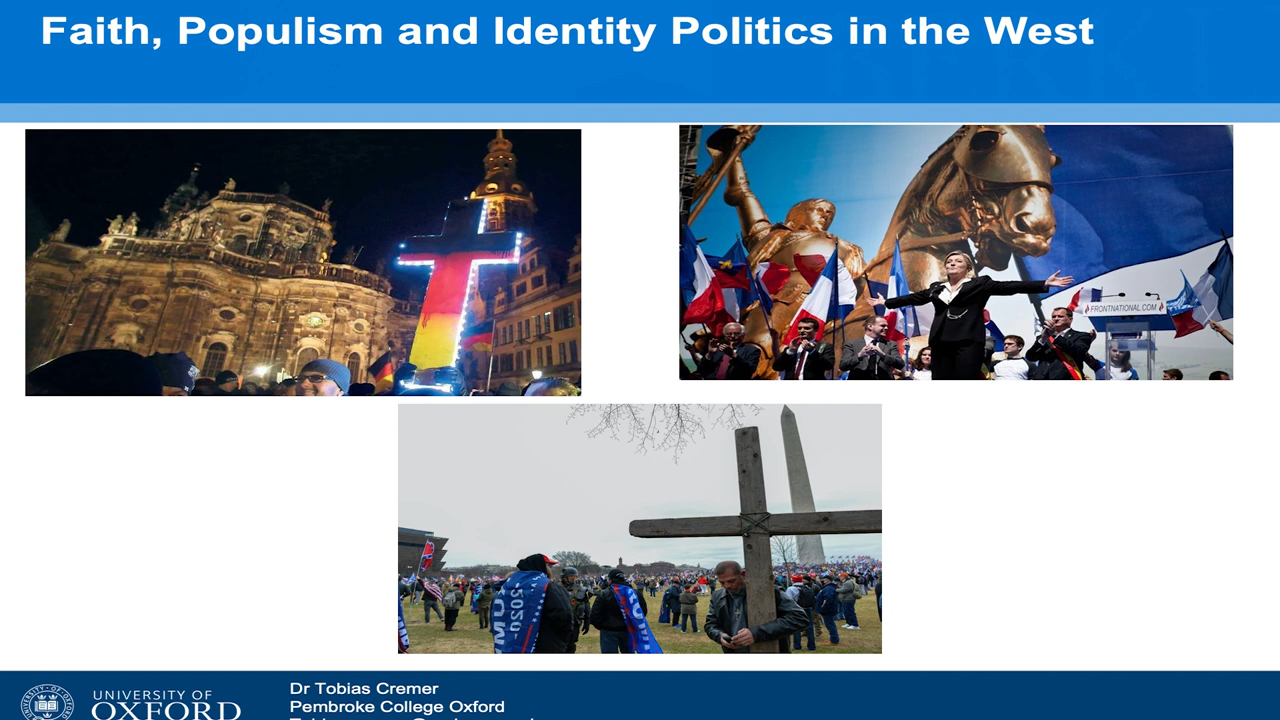 Faith, Populism and Identity Politics in the West
FRONTNATIONAL.COM
2020
UNIVERSITY OF
OXFORD
Dr Tobias Cremer
Pembroke College Oxford